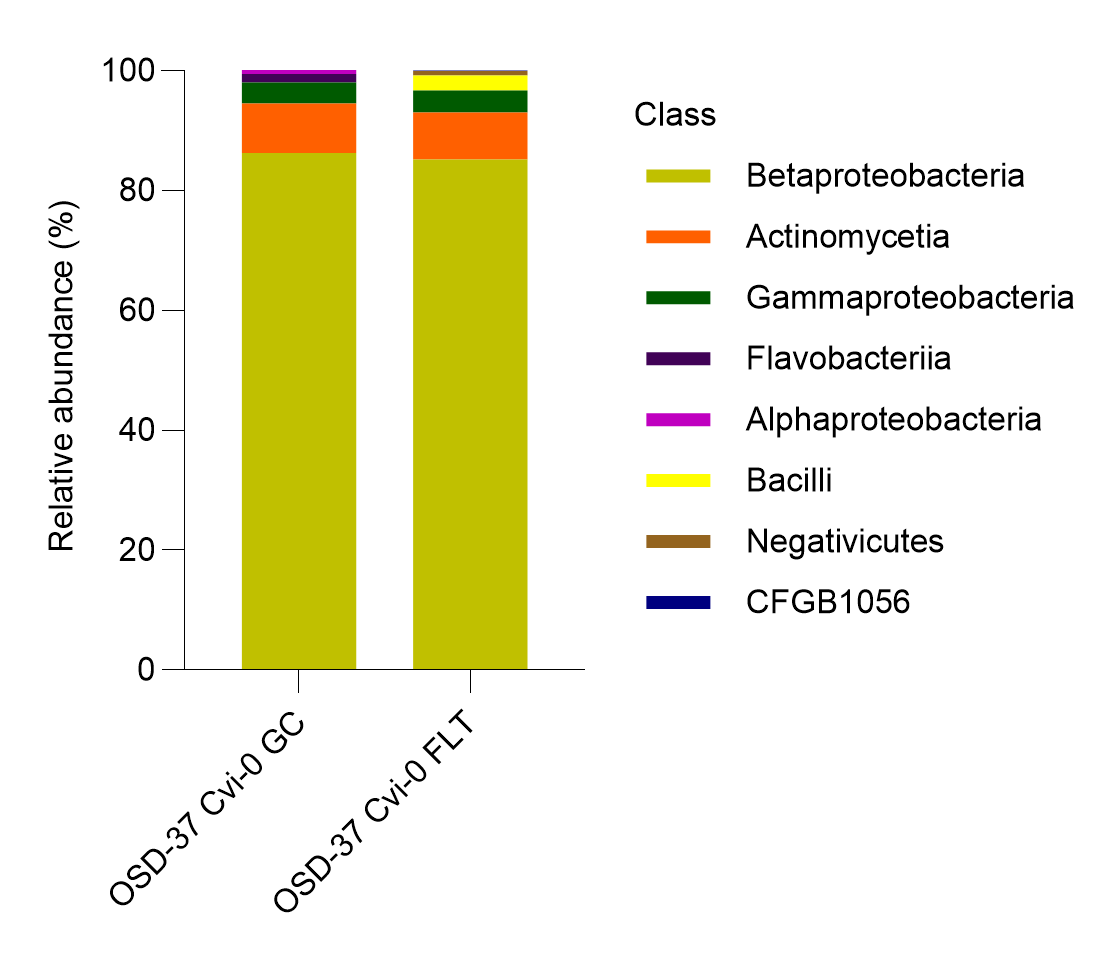 100
80
60
40
20
0
Relative abundance (%)
OSD-37 Cvi-0 GC
OSD-37 Cvi-0 FLT
Class
Betaproteobacteria
Actinomycetia
Gammaproteobacteria
Flavobacteriia
Alphaproteobacteria
Bacilli
Negativicutes
CFGB1056